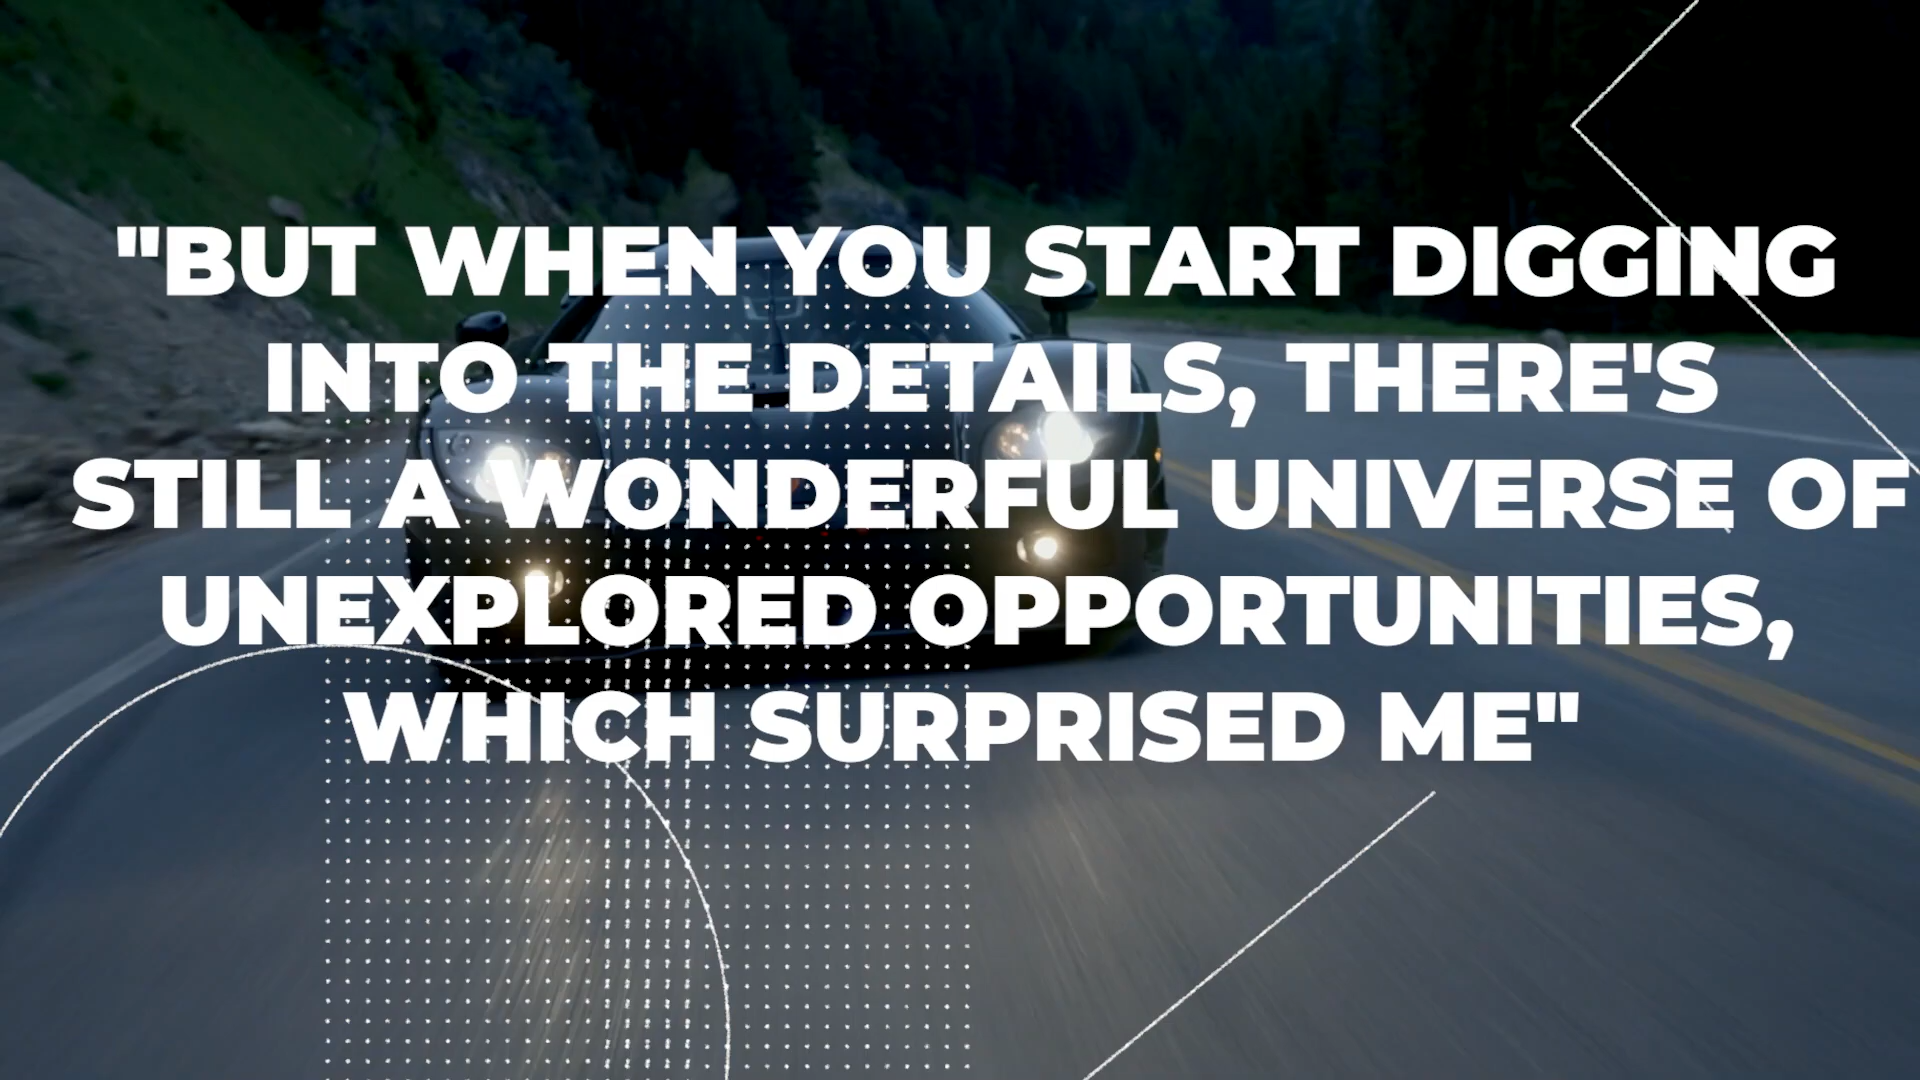 "BUT WHEN YOU START DIGGING
INTO THE DETAILS, THERE'S
STILL A WONDERFUL UNIVERSE OF
UNEXPLORED OPPORTUNITIES,
WHICH SURPRISED ME"